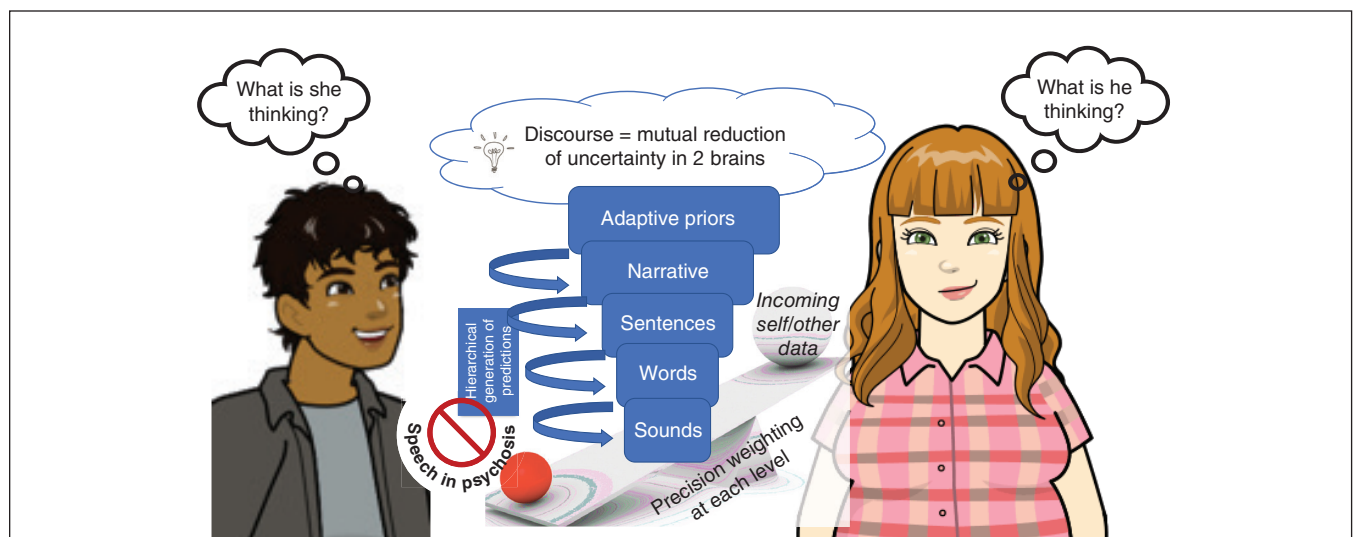 What is she
thinking?
What is he
thinking?
Discourse = mutual reduction
of uncertainty in 2 brains
Adaptive priors
Narrative
Sentences
Words
Sounds
Hierarchical
generation of
predictions
Incoming
self/other
data
Speech in psychosis
Precision weighting
at each level